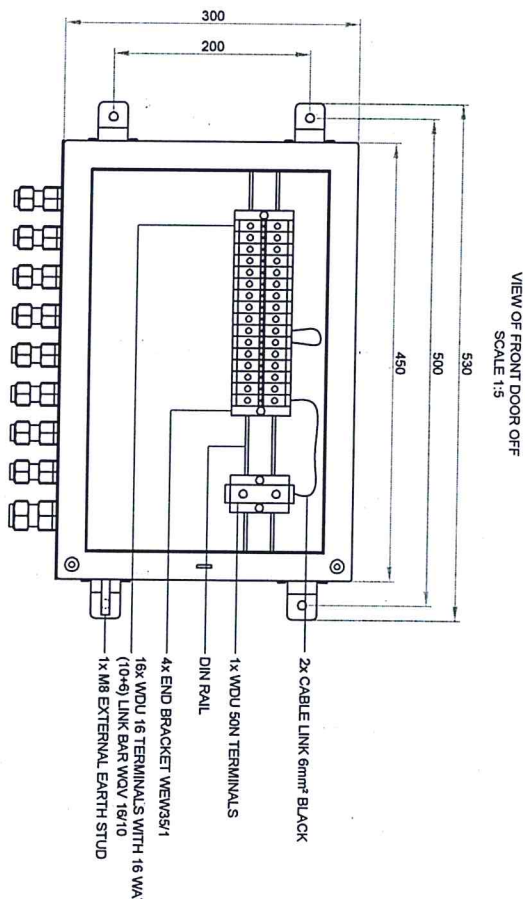 VIEW OF FRONT DOOR OFF
SCALE 1:5
530
500
450
300
200
2x CABLE LINK 6mm² BLACK
1x WDU 50N TERMINALS
DIN RAIL
4x END BRACKET WEW35/1
16x WDU 16 TERMINALS WITH 16 WA
(10+6) LINK BAR WQV 16/10
1x M8 EXTERNAL EARTH STUD